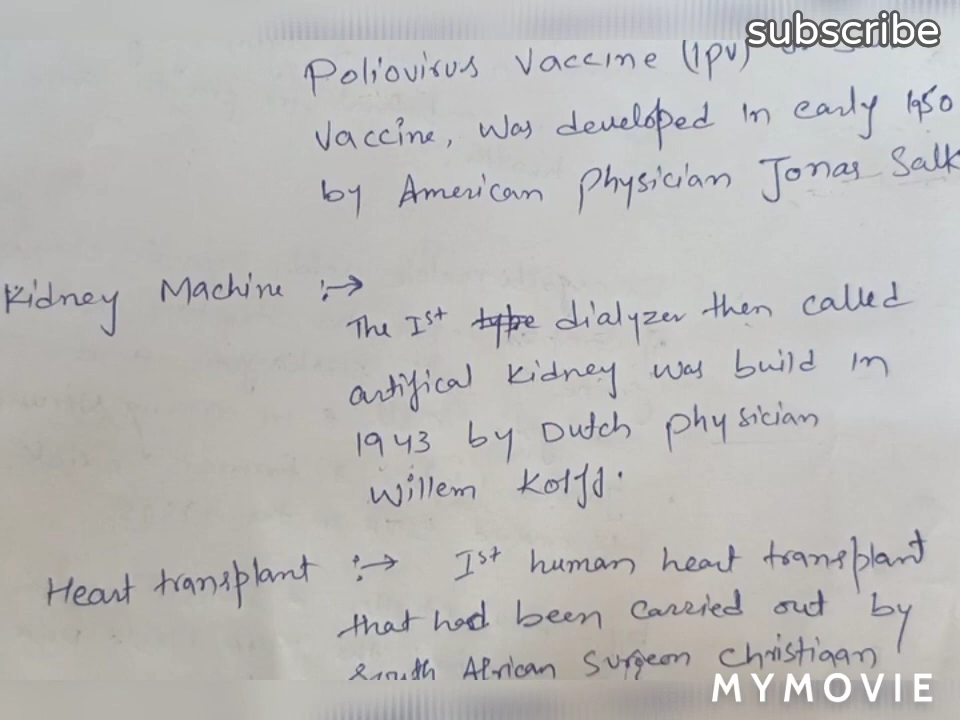 subscribe
Poliovirus Vaccine (IPV)
Vaccine, was developed in early 1950
by American physician Jonas Salk
Kidney Machine :→
The Ist type dialyzer then called
artifical kidney was build in
1943 by Dutch physician
Willem Kolff.
Heart transplant :→ Ist human heart transplant
that had been carried out by
South African Surgeon Christiaan
MYMOVIE